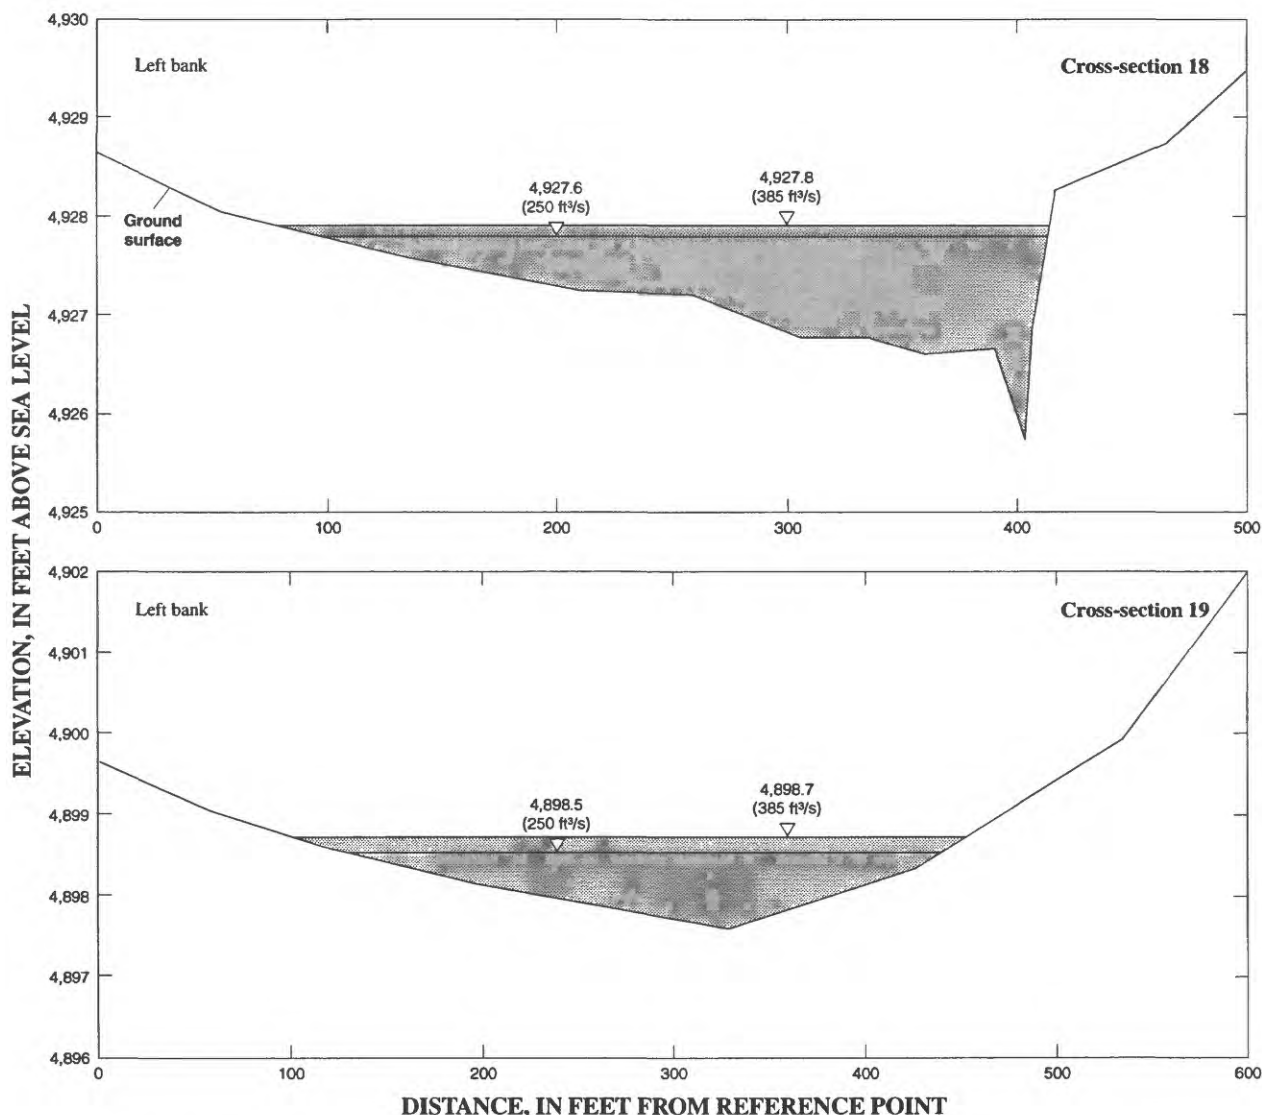 4,930
Left bank
Cross-section 18
4,929
4,927.6
(250 ft³/s)
4,927.8
(385 ft³/s)
4,928
Ground
surface
4,927
4,926
4,925
0
100
200
300
400
500
ELEVATION, IN FEET ABOVE SEA LEVEL
4,902
Left bank
Cross-section 19
4,901
4,900
4,898.5
(250 ft³/s)
4,898.7
(385 ft³/s)
4,899
4,898
4,897
4,896
0
100
200
300
400
500
600
DISTANCE, IN FEET FROM REFERENCE POINT